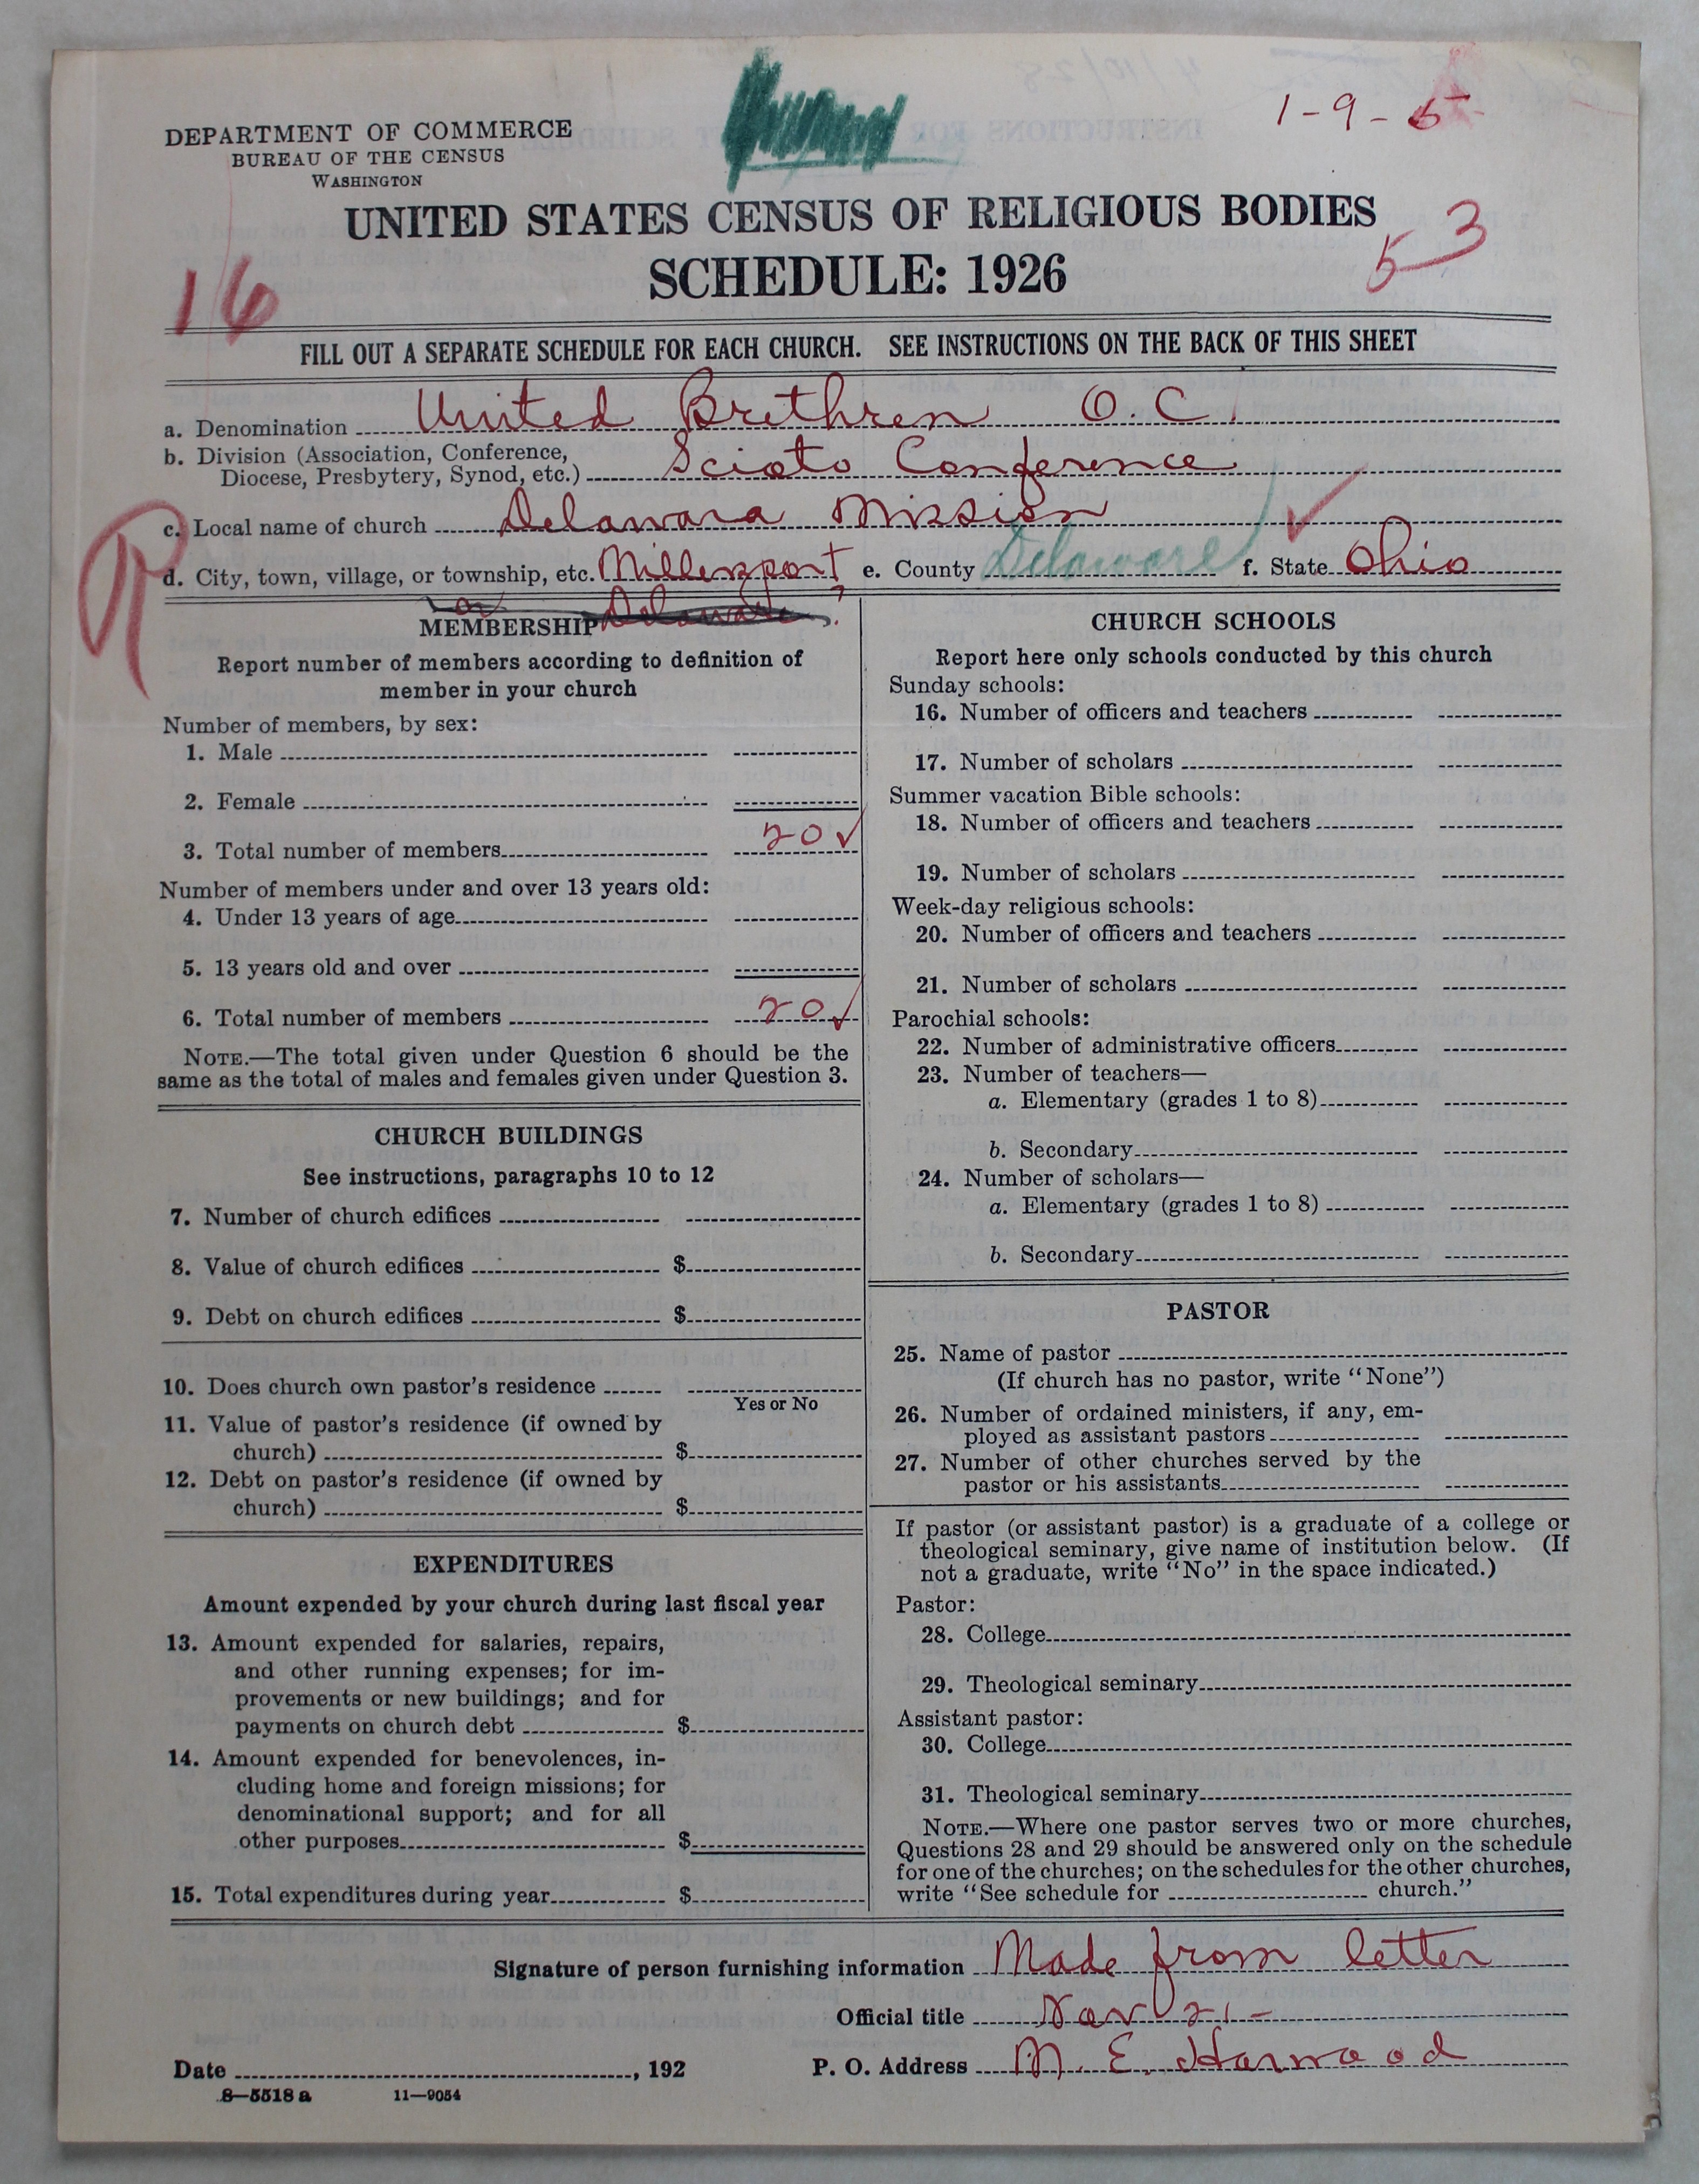 1-9-5
DEPARTMENT OF COMMERCE
BUREAU OF THE CENSUS
WASHINGTON
UNITED STATES CENSUS OF RELIGIOUS BODIES
SCHEDULE: 1926
53
16
FILL OUT A SEPARATE SCHEDULE FOR EACH CHURCH. SEE INSTRUCTIONS ON THE BACK OF THIS SHEET
a. Denomination United Brethren O.C.
b. Division (Association, Conference,
Diocese, Presbytery, Synod, etc.) Scioto Conference
c. Local name of church Delawara Mission
d. City, town, village, or township, etc. Millersport e. County Delaware f. State Ohio
or Delaware?
R
MEMBERSHIP
Report number of members according to definition of
member in your church
Number of members, by sex:
1. Male
2. Female
3. Total number of members 20 ✓
Number of members under and over 13 years old:
4. Under 13 years of age
5. 13 years old and over
6. Total number of members 20 ✓
NOTE.—The total given under Question 6 should be the
same as the total of males and females given under Question 3.
CHURCH BUILDINGS
See instructions, paragraphs 10 to 12
7. Number of church edifices
8. Value of church edifices $
9. Debt on church edifices $
10. Does church own pastor's residence
Yes or No
11. Value of pastor's residence (if owned by
church) $
12. Debt on pastor's residence (if owned by
church) $
EXPENDITURES
Amount expended by your church during last fiscal year
13. Amount expended for salaries, repairs,
and other running expenses; for im-
provements or new buildings; and for
payments on church debt $
14. Amount expended for benevolences, in-
cluding home and foreign missions; for
denominational support; and for all
other purposes $
15. Total expenditures during year $
CHURCH SCHOOLS
Report here only schools conducted by this church
Sunday schools:
16. Number of officers and teachers
17. Number of scholars
Summer vacation Bible schools:
18. Number of officers and teachers
19. Number of scholars
Week-day religious schools:
20. Number of officers and teachers
21. Number of scholars
Parochial schools:
22. Number of administrative officers
23. Number of teachers—
a. Elementary (grades 1 to 8)
b. Secondary
24. Number of scholars—
a. Elementary (grades 1 to 8)
b. Secondary
PASTOR
25. Name of pastor
(If church has no pastor, write "None")
26. Number of ordained ministers, if any, em-
ployed as assistant pastors
27. Number of other churches served by the
pastor or his assistants
If pastor (or assistant pastor) is a graduate of a college or
theological seminary, give name of institution below. (If
not a graduate, write "No" in the space indicated.)
Pastor:
28. College
29. Theological seminary
Assistant pastor:
30. College
31. Theological seminary
NOTE.—Where one pastor serves two or more churches,
Questions 28 and 29 should be answered only on the schedule
for one of the churches; on the schedules for the other churches,
write "See schedule for church."
Signature of person furnishing information Made from letter
Official title Nov 21-
Date , 192 P. O. Address M. E. Harwood
8—5518 a 11—9054